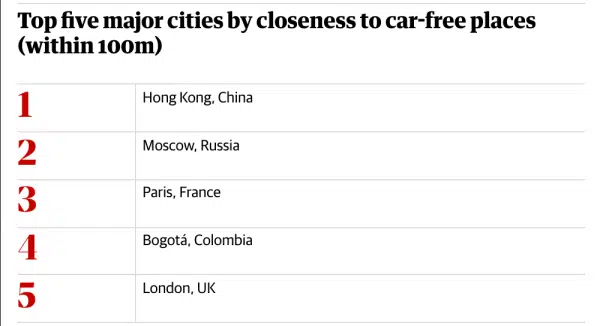 Top five major cities by closeness to car-free places
(within 100m)
1 Hong Kong, China
2 Moscow, Russia
3 Paris, France
4 Bogotá, Colombia
5 London, UK